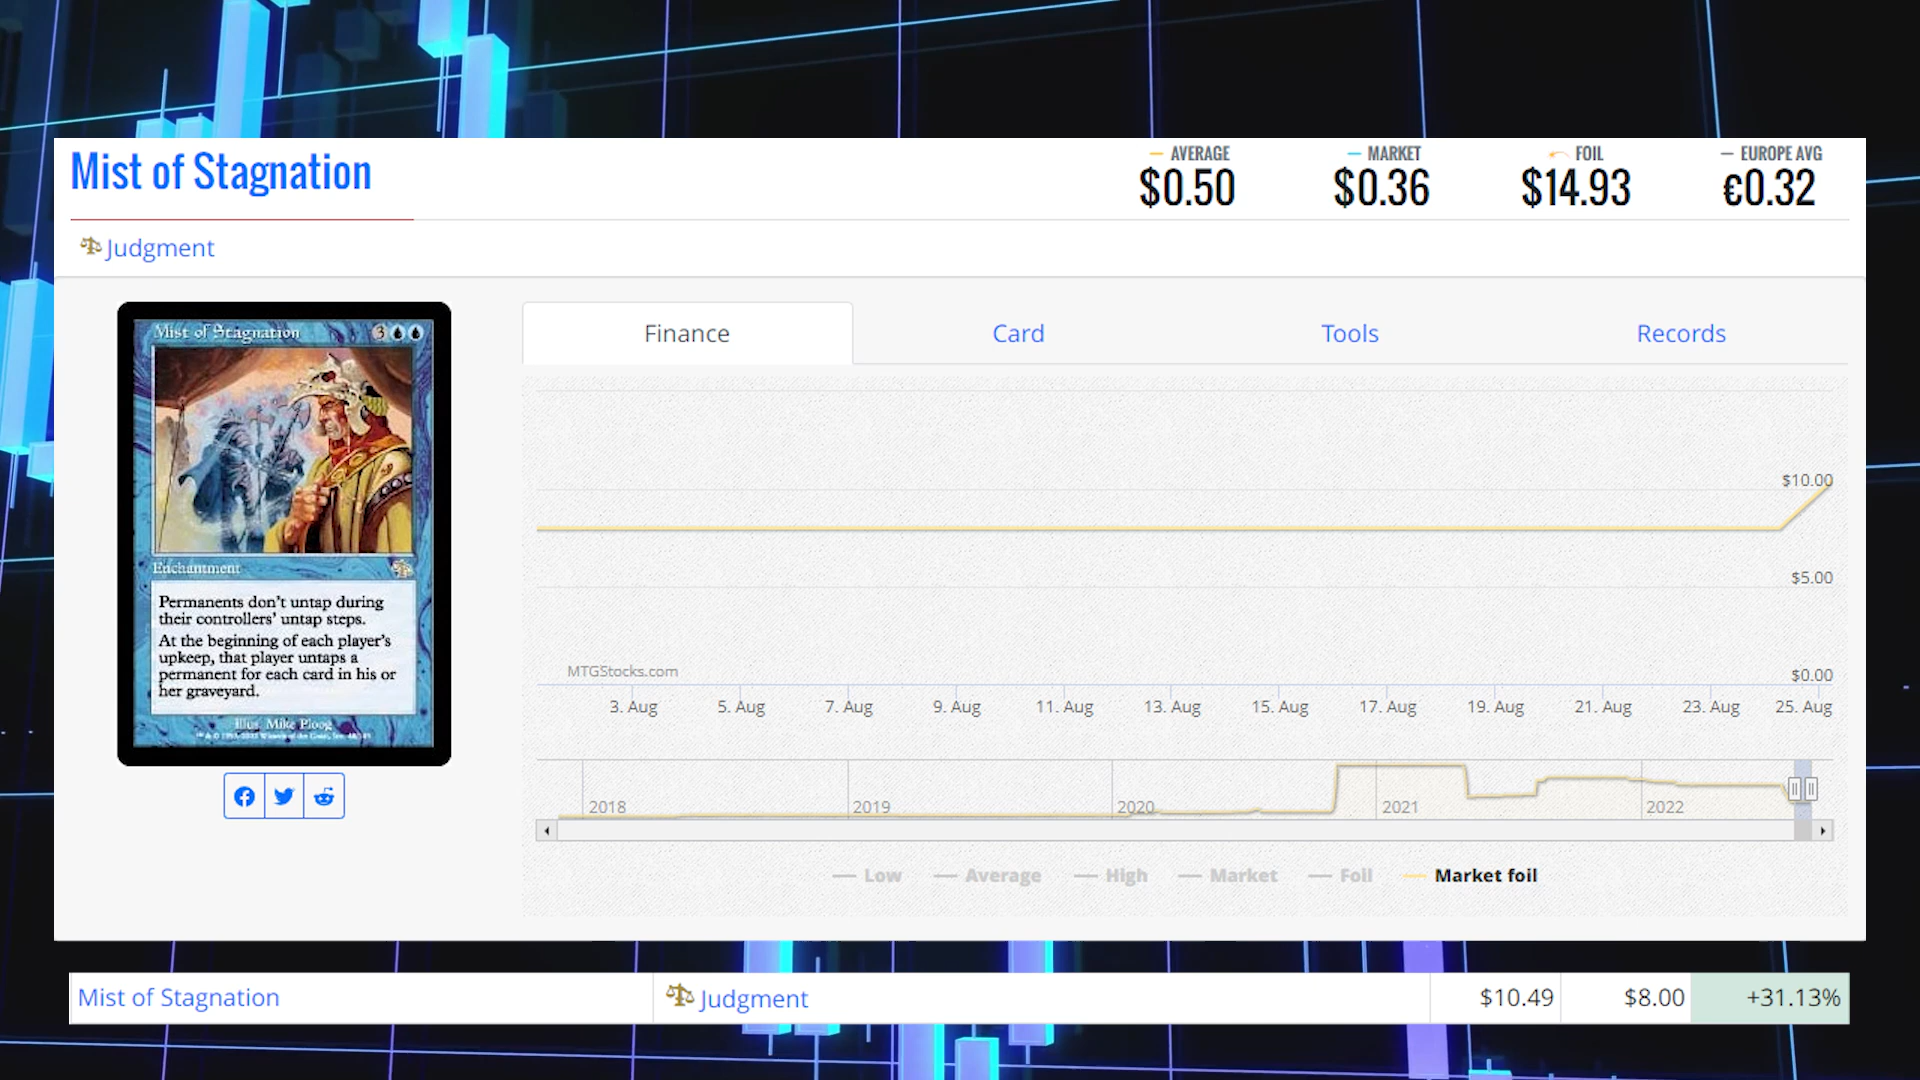 Mist of Stagnation
AVERAGE
$0.50
MARKET
$0.36
FOIL
$14.93
EUROPE AVG
€0.32
Judgment
Mist of Stagnation 3
Enchantment
Permanents don't untap during
their controllers' untap steps.
At the beginning of each player's
upkeep, that player untaps a
permanent for each card in his or
her graveyard.
Illus. Mike Ploog
Finance
Card
Tools
Records
$10.00
$5.00
$0.00
MTGStocks.com
3. Aug 5. Aug 7. Aug 9. Aug 11. Aug 13. Aug 15. Aug 17. Aug 19. Aug 21. Aug 23. Aug 25. Aug
2018 2019 2020 2021 2022
Low Average High Market Foil Market foil
Mist of Stagnation Judgment $10.49 $8.00 +31.13%